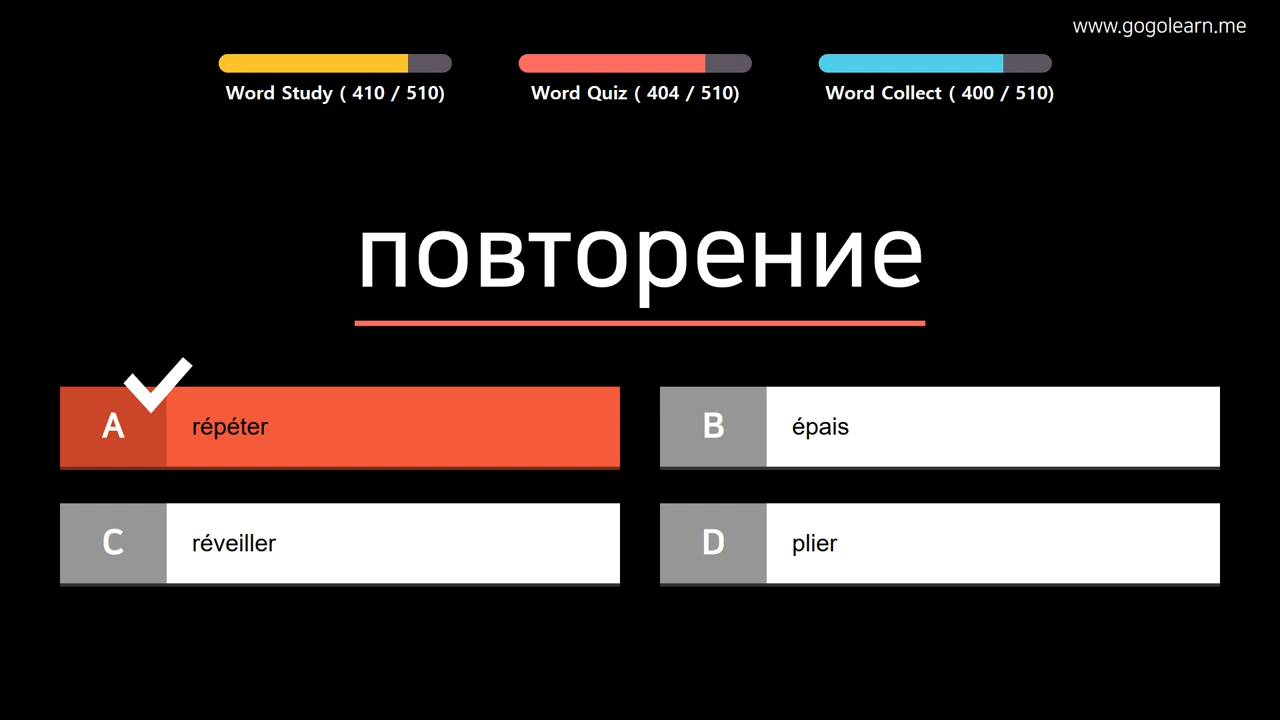 www.gogolearn.me
Word Study ( 410 / 510)
Word Quiz ( 404 / 510)
Word Collect ( 400 / 510)
повторение
A
répéter
B
épais
C
réveiller
D
plier